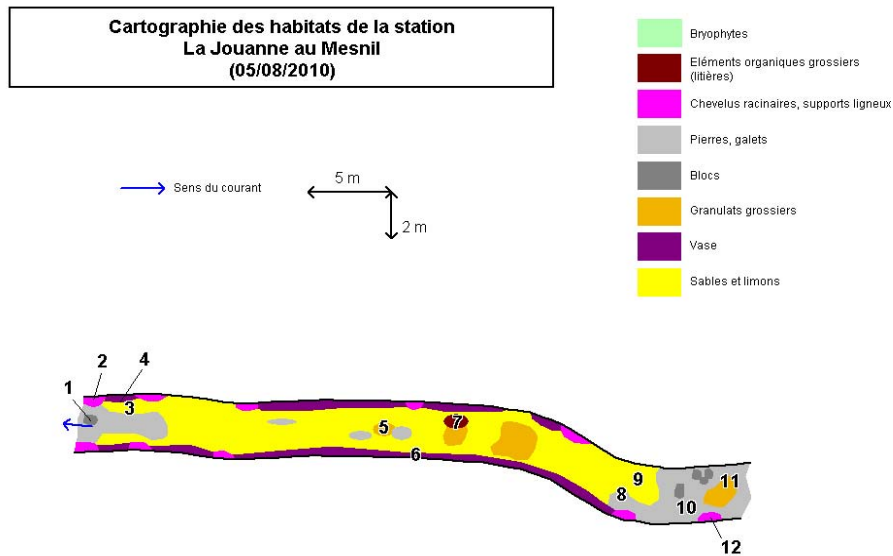 Cartographie des habitats de la station
La Jouanne au Mesnil
(05/08/2010)
Bryophytes
Eléments organiques grossiers
(litières)
Chevelus racinaires, supports ligneux
Pierres, galets
Blocs
Granulats grossiers
Vase
Sables et limons
Sens du courant
5 m
2 m
1
2
3
4
5
6
7
8
9
10
11
12